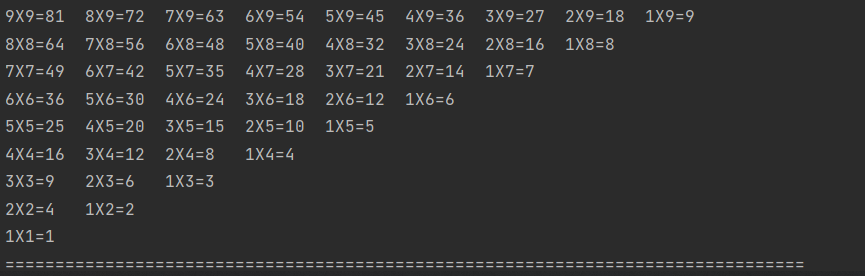 9X9=81  8X9=72  7X9=63  6X9=54  5X9=45  4X9=36  3X9=27  2X9=18  1X9=9
8X8=64  7X8=56  6X8=48  5X8=40  4X8=32  3X8=24  2X8=16  1X8=8
7X7=49  6X7=42  5X7=35  4X7=28  3X7=21  2X7=14  1X7=7
6X6=36  5X6=30  4X6=24  3X6=18  2X6=12  1X6=6
5X5=25  4X5=20  3X5=15  2X5=10  1X5=5
4X4=16  3X4=12  2X4=8   1X4=4
3X3=9   2X3=6   1X3=3
2X2=4   1X2=2
1X1=1
================================================================================